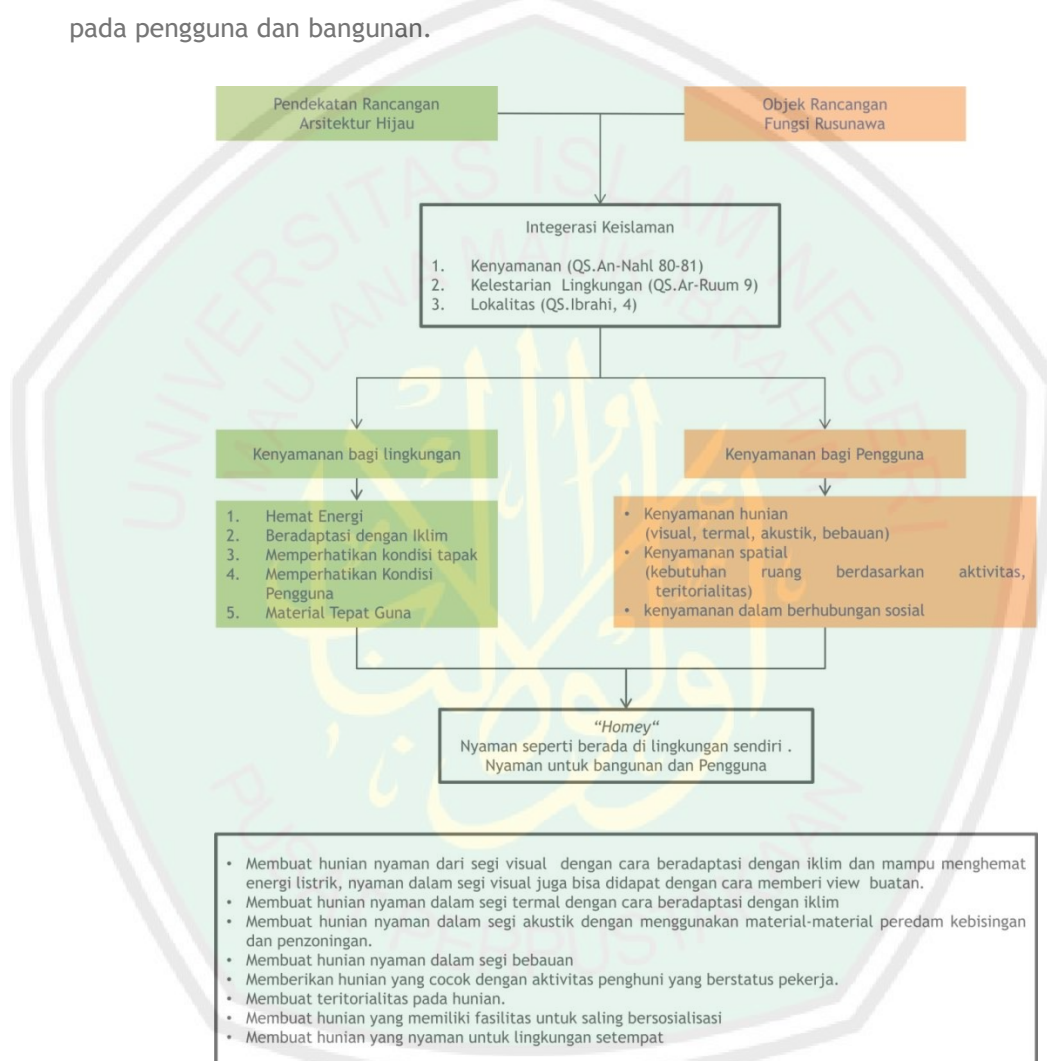 pada pengguna dan bangunan.
Pendekatan Rancangan
Arsitektur Hijau
Objek Rancangan
Fungsi Rusunawa
Integerasi Keislaman
1. Kenyamanan (QS.An-Nahl 80-81)
2. Kelestarian Lingkungan (QS.Ar-Ruum 9)
3. Lokalitas (QS.Ibrahi, 4)
Kenyamanan bagi lingkungan
1. Hemat Energi
2. Beradaptasi dengan Iklim
3. Memperhatikan kondisi tapak
4. Memperhatikan Kondisi
Pengguna
5. Material Tepat Guna
Kenyamanan bagi Pengguna
• Kenyamanan hunian
(visual, termal, akustik, bebauan)
• Kenyamanan spatial
(kebutuhan ruang berdasarkan aktivitas,
teritorialitas)
• kenyamanan dalam berhubungan sosial
“Homey“
Nyaman seperti berada di lingkungan sendiri .
Nyaman untuk bangunan dan Pengguna
• Membuat hunian nyaman dari segi visual dengan cara beradaptasi dengan iklim dan mampu menghemat
energi listrik, nyaman dalam segi visual juga bisa didapat dengan cara memberi view buatan.
• Membuat hunian nyaman dalam segi termal dengan cara beradaptasi dengan iklim
• Membuat hunian nyaman dalam segi akustik dengan menggunakan material-material peredam kebisingan
dan penzoningan.
• Membuat hunian nyaman dalam segi bebauan
• Memberikan hunian yang cocok dengan aktivitas penghuni yang berstatus pekerja.
• Membuat teritorialitas pada hunian.
• Membuat hunian yang memiliki fasilitas untuk saling bersosialisasi
• Membuat hunian yang nyaman untuk lingkungan setempat
UNIVERSITAS ISLAM NEGERI
MAULANA MALIK IBRAHIM
PUSAT PERPUSTAKAAN